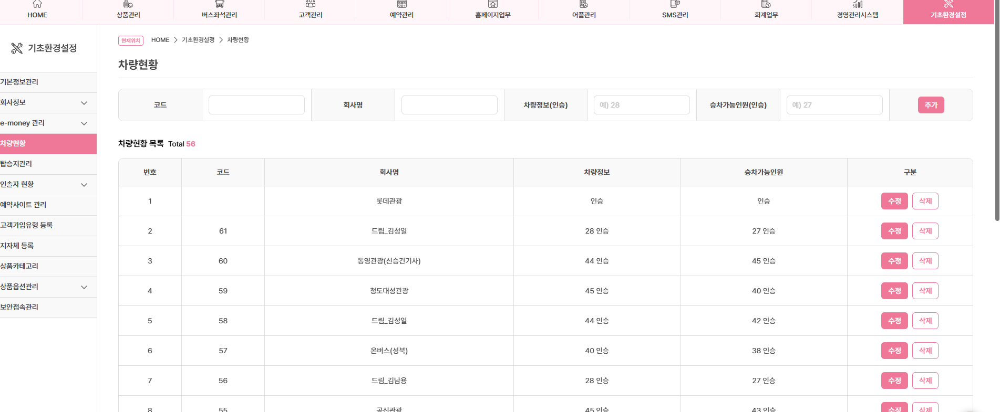 HOME 상품관리 버스좌석관리 고객관리 예약관리 홈페이지업무 어플관리 SMS관리 회계업무 경영관리시스템 기초환경설정
기초환경설정
기본정보관리
회사정보
e-money 관리
차량현황
탑승지관리
인솔자 현황
예약사이트 관리
고객가입유형 등록
지자체 등록
상품카테고리
상품옵션관리
보안접속관리
현재위치 HOME > 기초환경설정 > 차량현황
차량현황
코드 회사명 차량정보(인승) 예) 28 승차가능인원(인승) 예) 27 추가
차량현황 목록 Total 56
번호 코드 회사명 차량정보 승차가능인원 구분
1 롯데관광 인승 인승 수정 삭제
2 61 드림_김성일 28 인승 27 인승 수정 삭제
3 60 동영관광(신승건기사) 44 인승 45 인승 수정 삭제
4 59 청도대성관광 45 인승 40 인승 수정 삭제
5 58 드림_김성일 44 인승 42 인승 수정 삭제
6 57 온버스(성북) 40 인승 38 인승 수정 삭제
7 56 드림_김남용 28 인승 27 인승 수정 삭제
8 55 공신관광 45 인승 43 인승 수정 삭제